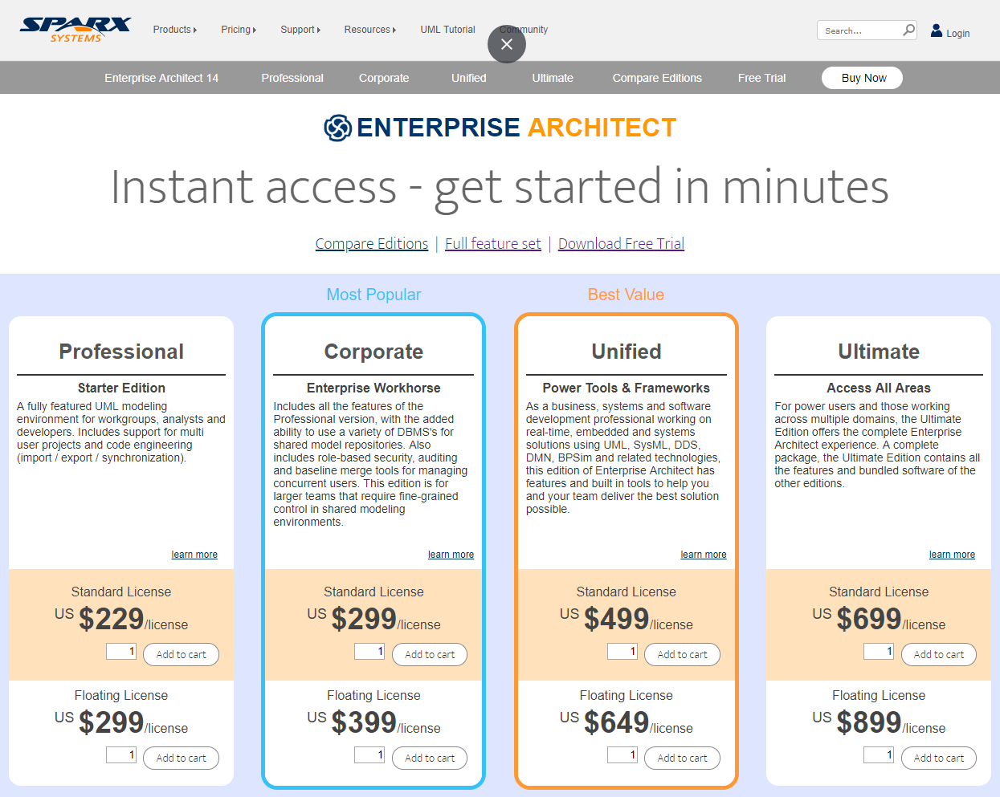 SPARX
SYSTEMS
Products
Pricing
Support
Resources
UML Tutorial
Community
Search...
Login
Enterprise Architect 14
Professional
Corporate
Unified
Ultimate
Compare Editions
Free Trial
Buy Now
ENTERPRISE ARCHITECT
Instant access - get started in minutes
Compare Editions | Full feature set | Download Free Trial
Most Popular
Best Value
Professional
Starter Edition
A fully featured UML modeling
environment for workgroups, analysts and
developers. Includes support for multi
user projects and code engineering
(import / export / synchronization).
learn more
Standard License
US $229/license
1 Add to cart
Floating License
US $299/license
1 Add to cart
Corporate
Enterprise Workhorse
Includes all the features of the
Professional version, with the added
ability to use a variety of DBMS's for
shared model repositories. Also
includes role-based security, auditing
and baseline merge tools for managing
concurrent users. This edition is for
larger teams that require fine-grained
control in shared modeling
environments.
learn more
Standard License
US $299/license
1 Add to cart
Floating License
US $399/license
1 Add to cart
Unified
Power Tools & Frameworks
As a business, systems and software
development professional working on
real-time, embedded and systems
solutions using UML, SysML, DDS,
DMN, BPSim and related technologies,
this edition of Enterprise Architect has
features and built in tools to help you
and your team deliver the best solution
possible.
learn more
Standard License
US $499/license
1 Add to cart
Floating License
US $649/license
1 Add to cart
Ultimate
Access All Areas
For power users and those working
across multiple domains, the Ultimate
Edition offers the complete Enterprise
Architect experience. A complete
package, the Ultimate Edition contains all
the features and bundled software of the
other editions.
learn more
Standard License
US $699/license
1 Add to cart
Floating License
US $899/license
1 Add to cart